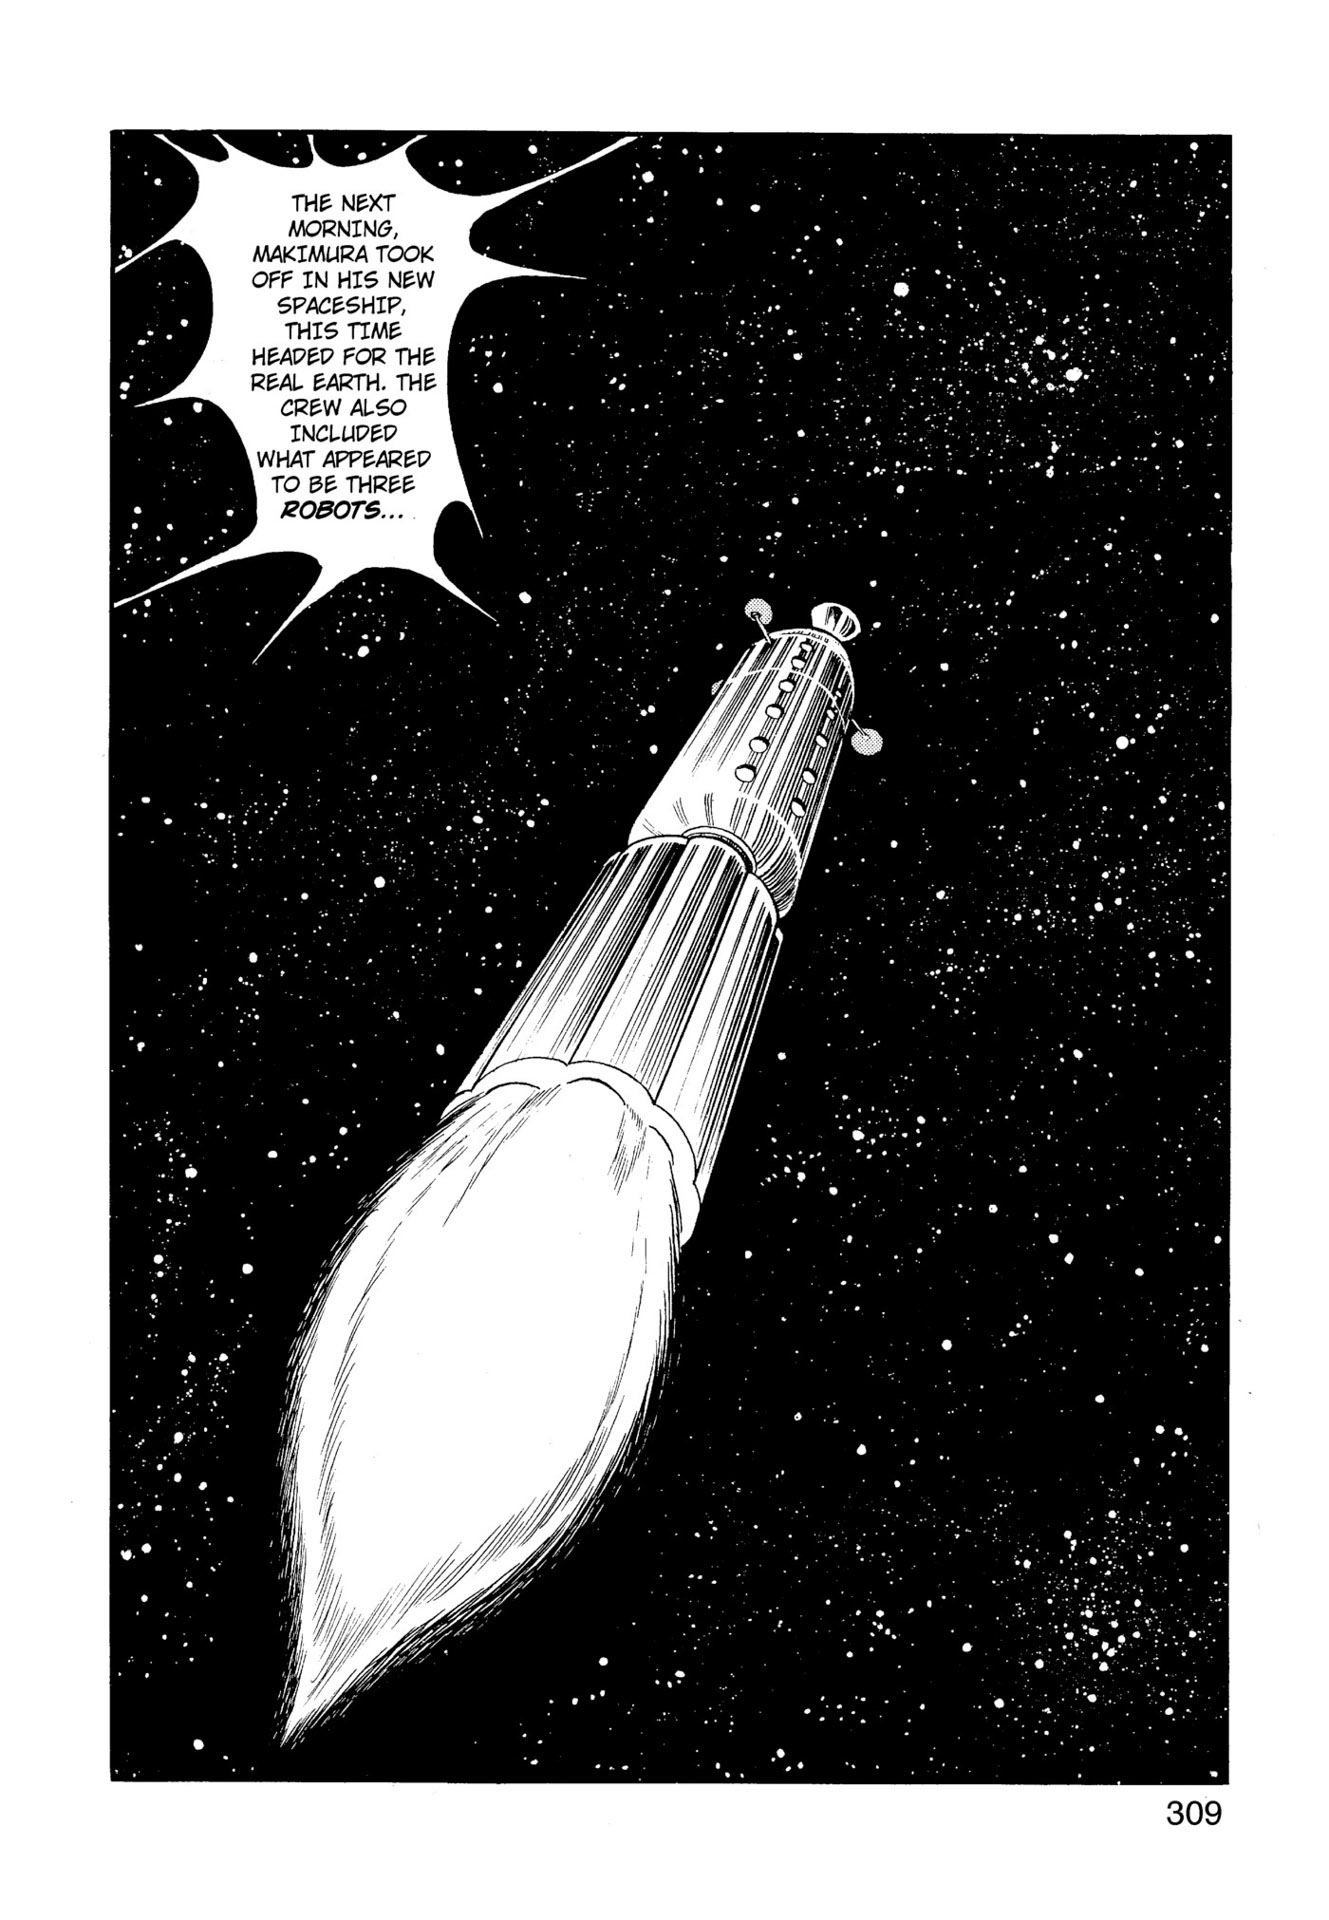 THE NEXT
MORNING,
MAKIMURA TOOK
OFF IN HIS NEW
SPACESHIP,
THIS TIME
HEADED FOR THE
REAL EARTH. THE
CREW ALSO
INCLUDED
WHAT APPEARED
TO BE THREE
ROBOTS...
309